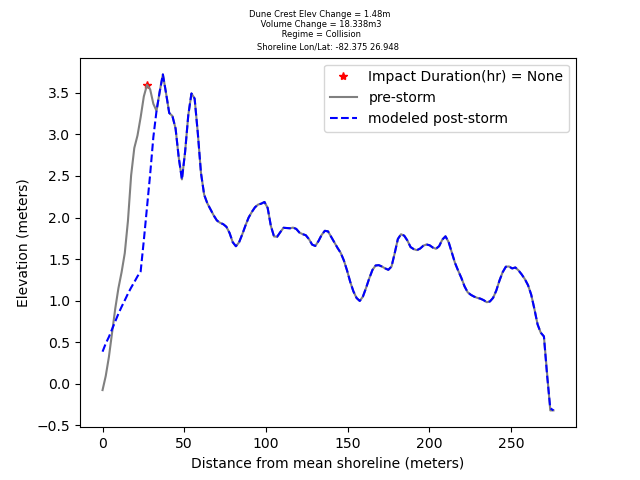 Dune Crest Elev Change = 1.48m
Volume Change = 18.338m3
Regime = Collision
Shoreline Lon/Lat: -82.375 26.948
Impact Duration(hr) = None
pre-storm
modeled post-storm
Elevation (meters)
3.5
3.0
2.5
2.0
1.5
1.0
0.5
0.0
−0.5
0 50 100 150 200 250
Distance from mean shoreline (meters)